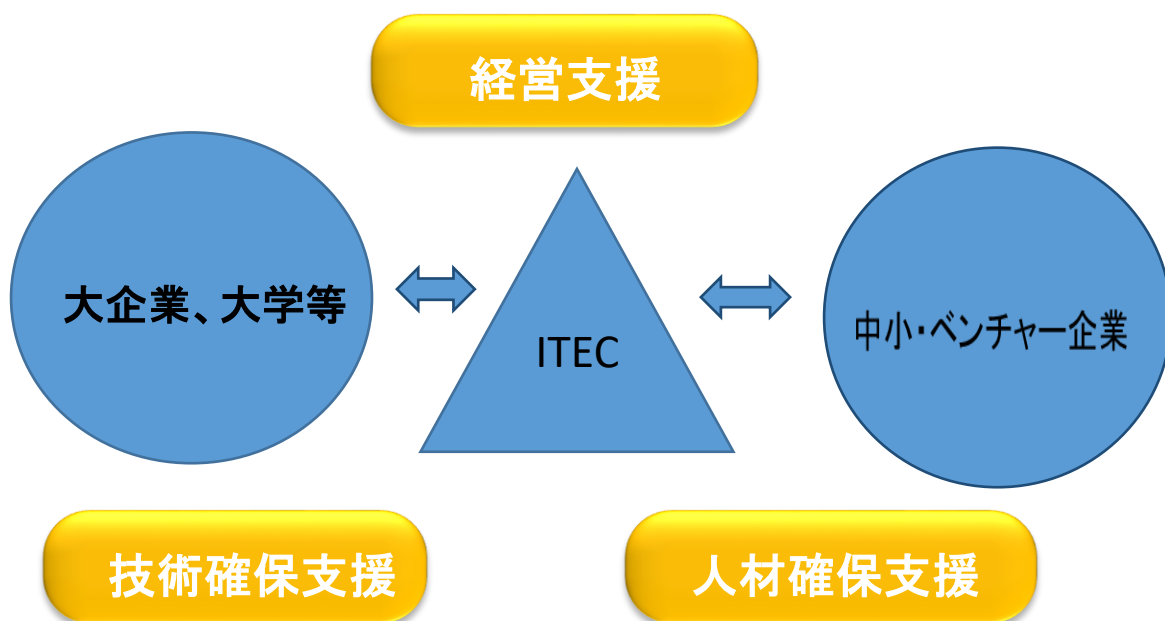 経営支援
大企業、大学等
ITEC
中小・ベンチャー企業
技術確保支援
人材確保支援